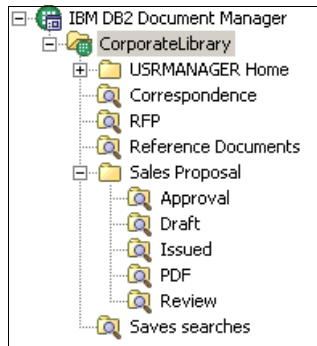 IBM DB2 Document Manager
CorporateLibrary
USRMANAGER Home
Correspondence
RFP
Reference Documents
Sales Proposal
Approval
Draft
Issued
PDF
Review
Saves searches